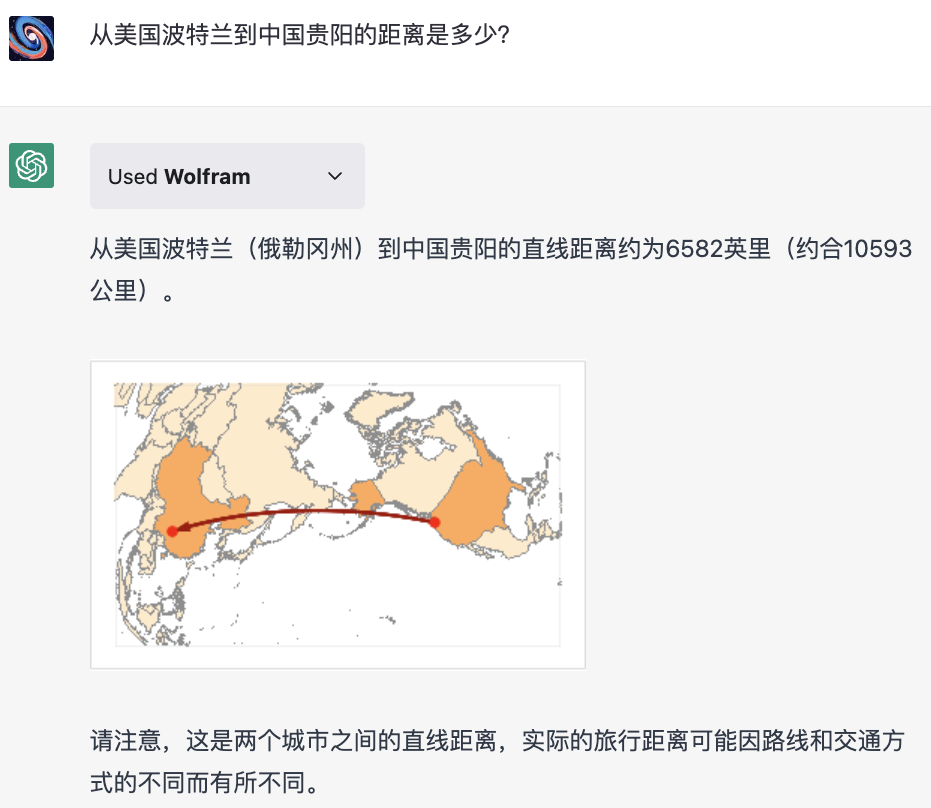 从美国波特兰到中国贵阳的距离是多少?
Used Wolfram
从美国波特兰（俄勒冈州）到中国贵阳的直线距离约为6582英里（约合10593
公里）。
请注意，这是两个城市之间的直线距离，实际的旅行距离可能因路线和交通方
式的不同而有所不同。